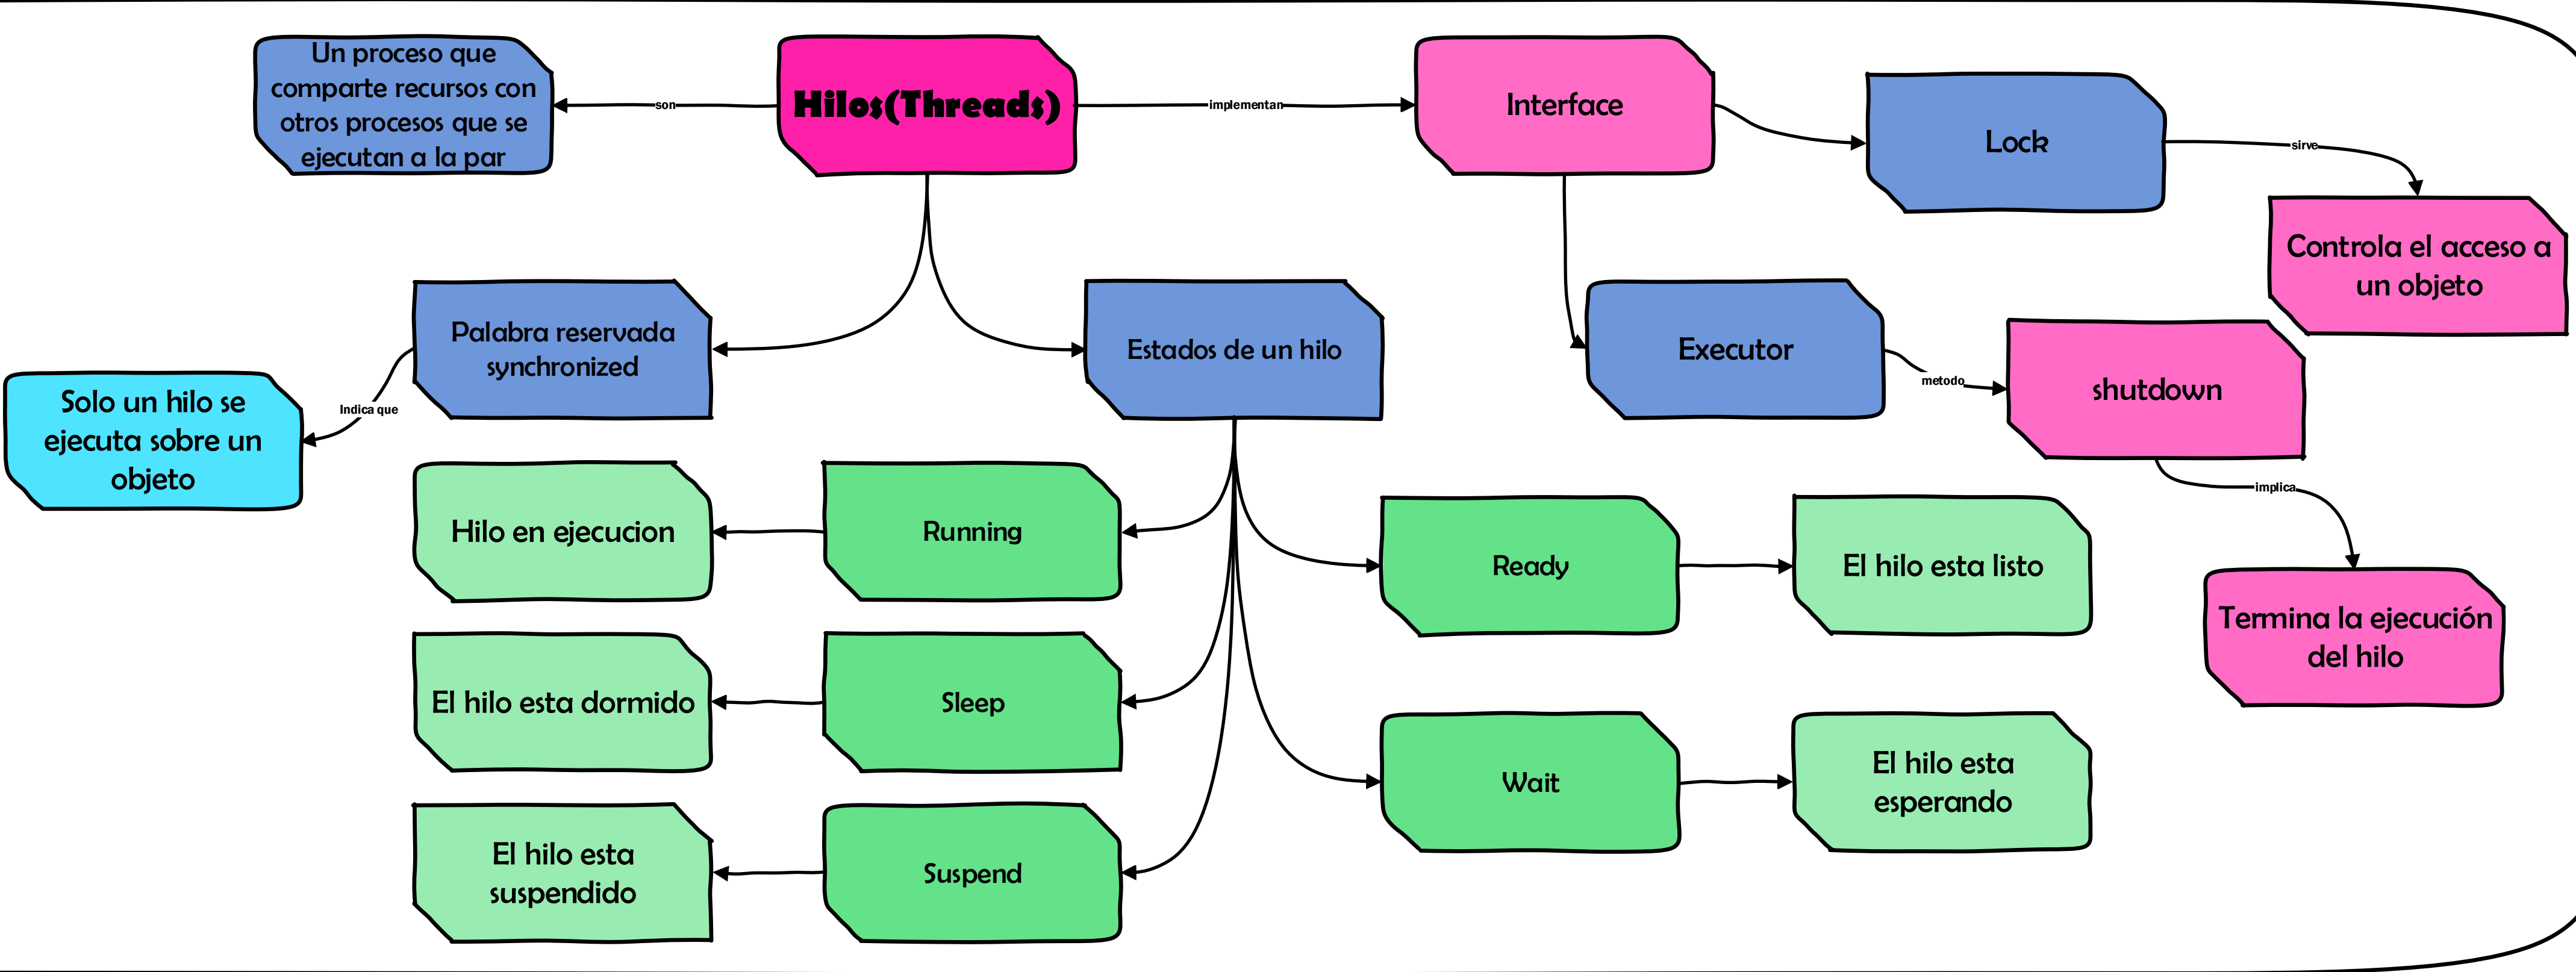 Un proceso que
comparte recursos con
otros procesos que se
ejecutan a la par
son
Hilos(Threads)
implementan
Interface
Lock
sirve
Controla el acceso a
un objeto
Palabra reservada
synchronized
Estados de un hilo
Executor
metodo
shutdown
Indica que
Solo un hilo se
ejecuta sobre un
objeto
implica
Termina la ejecución
del hilo
Hilo en ejecucion
Running
Ready
El hilo esta listo
El hilo esta dormido
Sleep
Wait
El hilo esta
esperando
El hilo esta
suspendido
Suspend